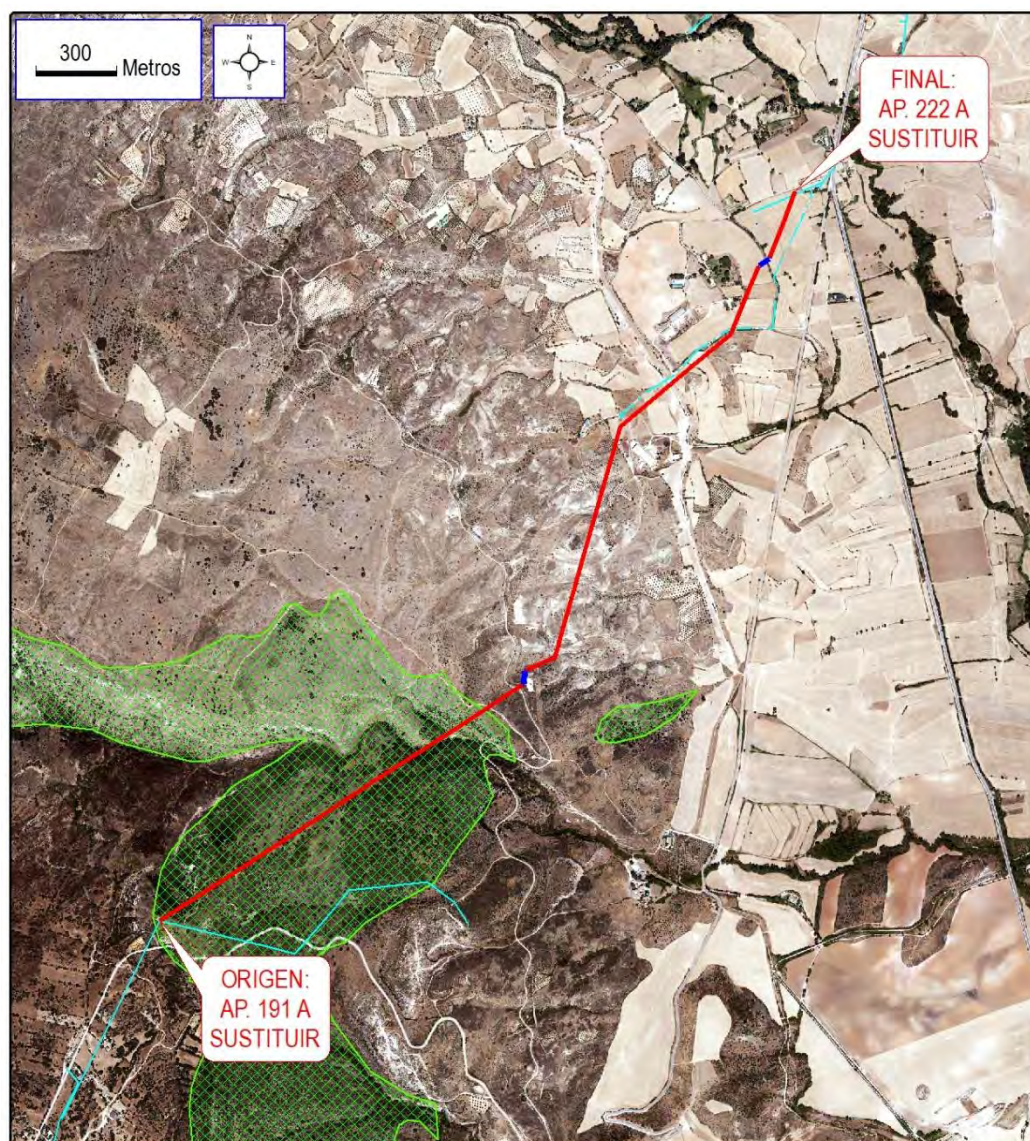 300
Metros
N
W E
S
FINAL:
AP. 222 A
SUSTITUIR
ORIGEN:
AP. 191 A
SUSTITUIR